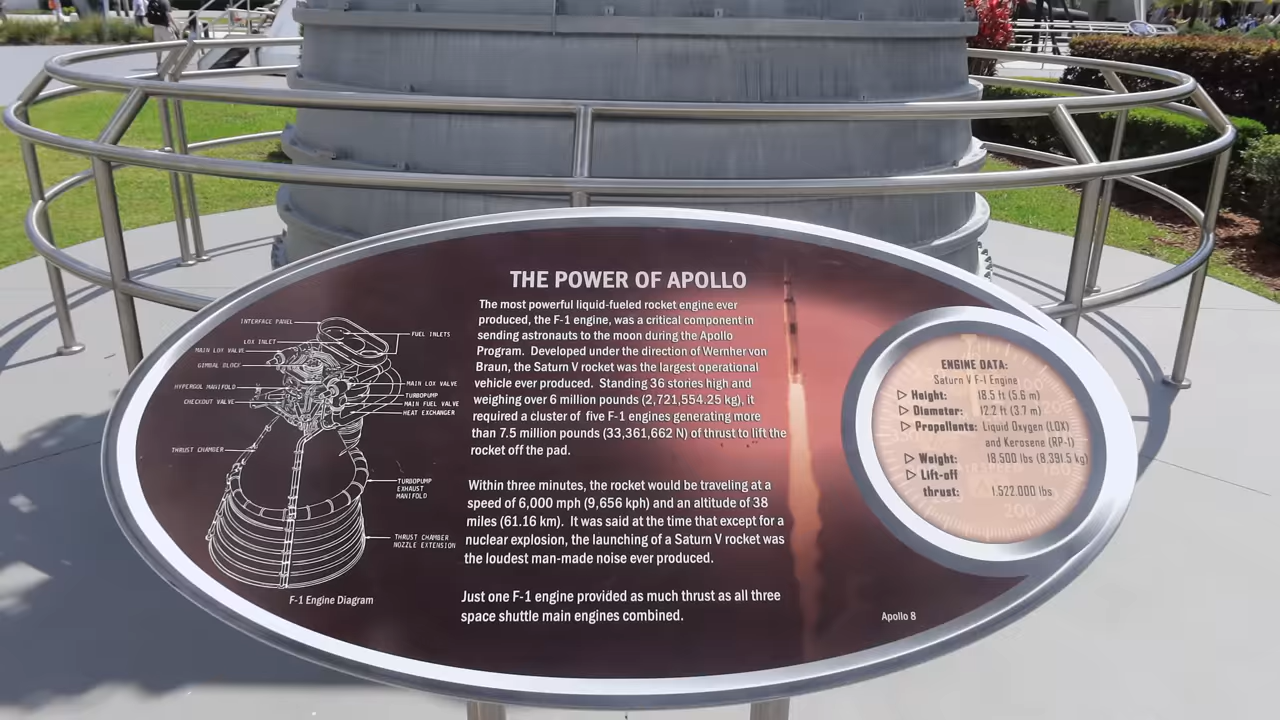 THE POWER OF APOLLO
The most powerful liquid-fueled rocket engine ever
produced, the F-1 engine, was a critical component in
sending astronauts to the moon during the Apollo
Program. Developed under the direction of Wernher von
Braun, the Saturn V rocket was the largest operational
vehicle ever produced. Standing 36 stories high and
weighing over 6 million pounds (2,721,554.25 kg), it
required a cluster of five F-1 engines generating more
than 7.5 million pounds (33,361,662 N) of thrust to lift the
rocket off the pad.
Within three minutes, the rocket would be traveling at a
speed of 6,000 mph (9,656 kph) and an altitude of 38
miles (61.16 km). It was said at the time that except for a
nuclear explosion, the launching of a Saturn V rocket was
the loudest man-made noise ever produced.
Just one F-1 engine provided as much thrust as all three
space shuttle main engines combined.
INTERFACE PANEL
FUEL INLETS
LOX INLET
MAIN LOX VALVE
GIMBAL BLOCK
HYPERGOL MANIFOLD
CHECKOUT VALVE
MAIN LOX VALVE
TURBOPUMP
MAIN FUEL VALVE
HEAT EXCHANGER
THRUST CHAMBER
TURBOPUMP
EXHAUST
MANIFOLD
THRUST CHAMBER
NOZZLE EXTENSION
F-1 Engine Diagram
ENGINE DATA:
Saturn V F-1 Engine
Height: 18.5 ft (5.6 m)
Diameter: 12.2 ft (3.7 m)
Propellants: Liquid Oxygen (LOX)
and Kerosene (RP-1)
Weight: 18,500 lbs (8,391.5 kg)
Lift-off
thrust: 1,522,000 lbs
200
Apollo 8